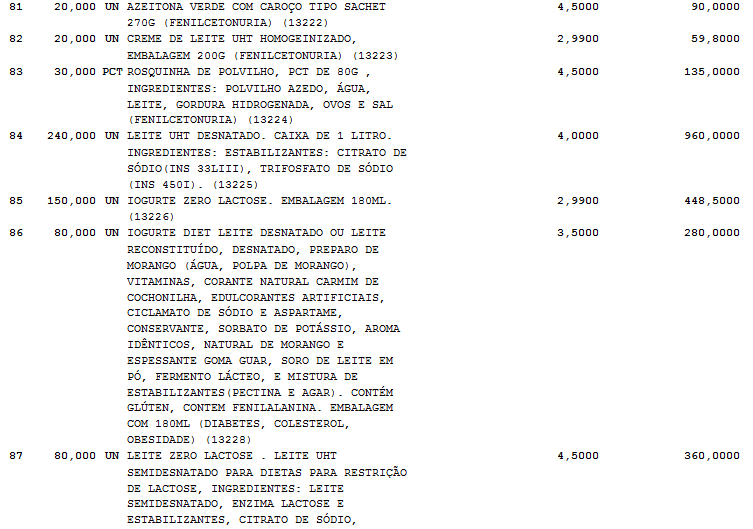 81 20,000 UN AZEITONA VERDE COM CAROÇO TIPO SACHET 4,5000 90,0000
270G (FENILCETONURIA) (13222)
82 20,000 UN CREME DE LEITE UHT HOMOGEINIZADO, 2,9900 59,8000
EMBALAGEM 200G (FENILCETONURIA) (13223)
83 30,000 PCT ROSQUINHA DE POLVILHO, PCT DE 80G , 4,5000 135,0000
INGREDIENTES: POLVILHO AZEDO, ÁGUA,
LEITE, GORDURA HIDROGENADA, OVOS E SAL
(FENILCETONURIA) (13224)
84 240,000 UN LEITE UHT DESNATADO. CAIXA DE 1 LITRO. 4,0000 960,0000
INGREDIENTES: ESTABILIZANTES: CITRATO DE
SÓDIO(INS 33LIII), TRIFOSFATO DE SÓDIO
(INS 450I). (13225)
85 150,000 UN IOGURTE ZERO LACTOSE. EMBALAGEM 180ML. 2,9900 448,5000
(13226)
86 80,000 UN IOGURTE DIET LEITE DESNATADO OU LEITE 3,5000 280,0000
RECONSTITUÍDO, DESNATADO, PREPARO DE
MORANGO (ÁGUA, POLPA DE MORANGO),
VITAMINAS, CORANTE NATURAL CARMIM DE
COCHONILHA, EDULCORANTES ARTIFICIAIS,
CICLAMATO DE SÓDIO E ASPARTAME,
CONSERVANTE, SORBATO DE POTÁSSIO, AROMA
IDÊNTICOS, NATURAL DE MORANGO E
ESPESSANTE GOMA GUAR, SORO DE LEITE EM
PÓ, FERMENTO LÁCTEO, E MISTURA DE
ESTABILIZANTES(PECTINA E AGAR). CONTÉM
GLÚTEN, CONTEM FENILALANINA. EMBALAGEM
COM 180ML (DIABETES, COLESTEROL,
OBESIDADE) (13228)
87 80,000 UN LEITE ZERO LACTOSE . LEITE UHT 4,5000 360,0000
SEMIDESNATADO PARA DIETAS PARA RESTRIÇÃO
DE LACTOSE, INGREDIENTES: LEITE
SEMIDESNATADO, ENZIMA LACTOSE E
ESTABILIZANTES, CITRATO DE SÓDIO,